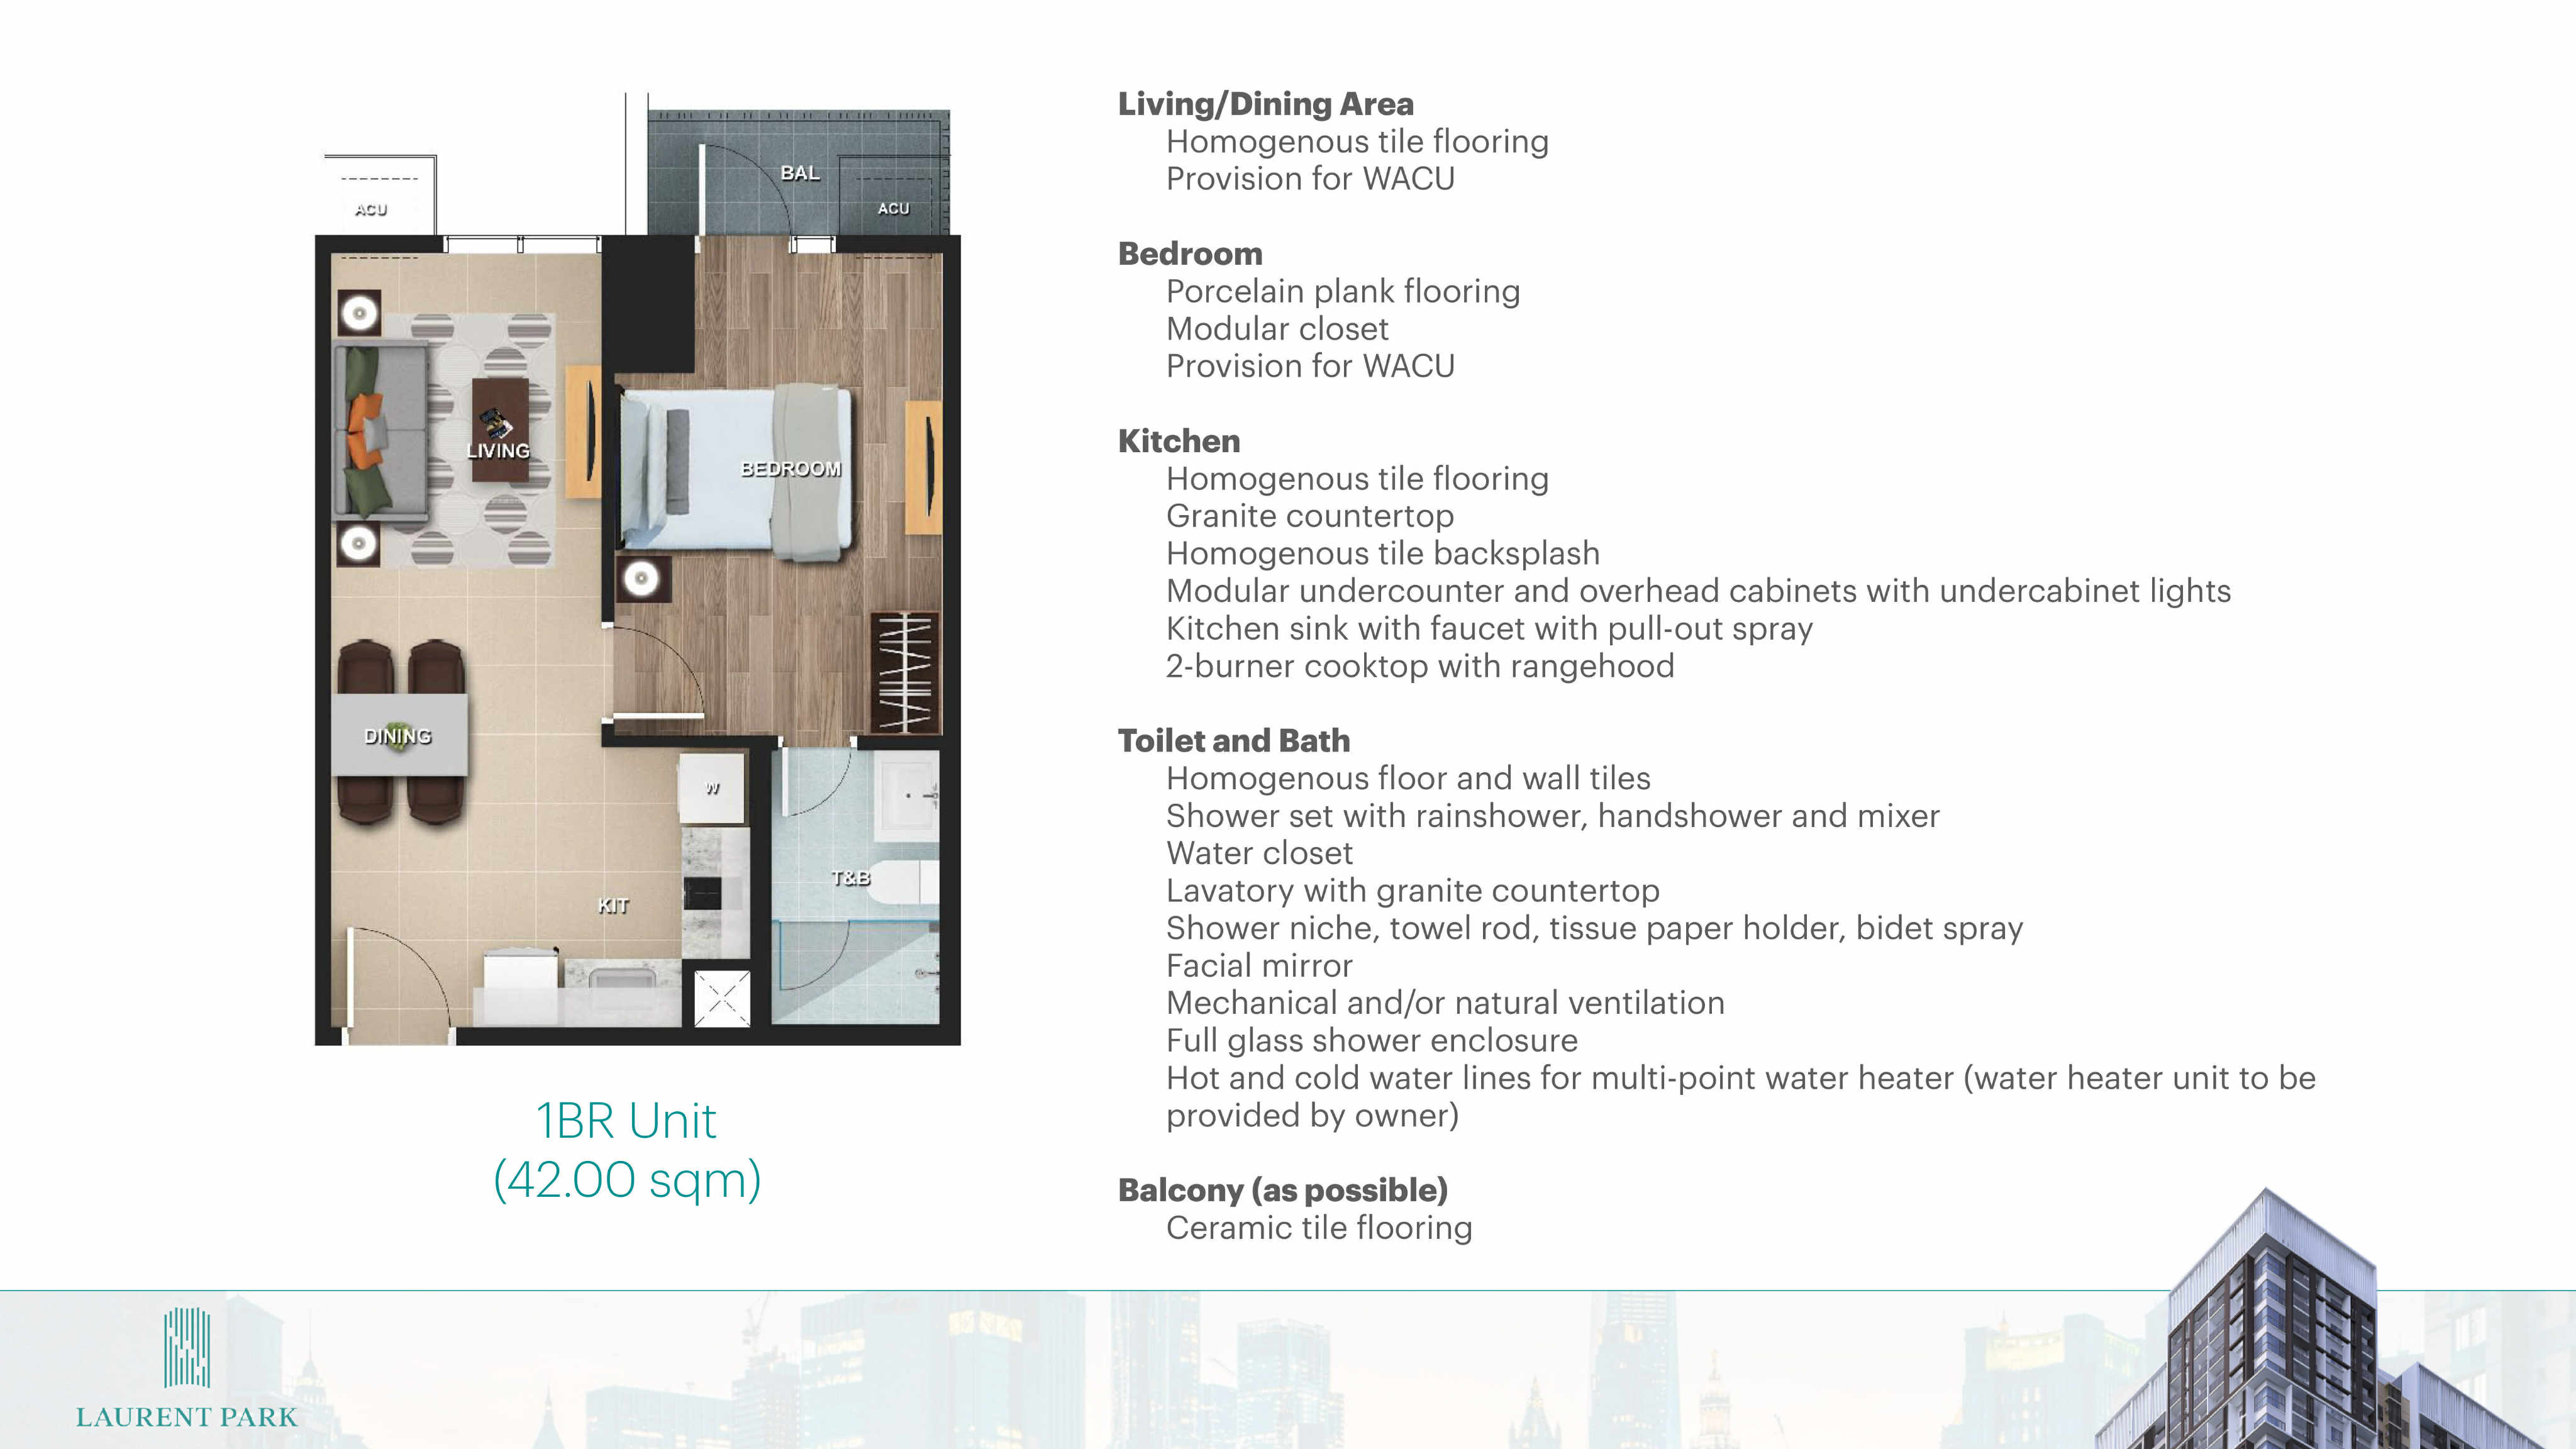 BAL
ACU
ACU
LIVING
BEDROOM
DINING
W
T&B
KIT
1BR Unit
(42.00 sqm)
Living/Dining Area
Homogenous tile flooring
Provision for WACU
Bedroom
Porcelain plank flooring
Modular closet
Provision for WACU
Kitchen
Homogenous tile flooring
Granite countertop
Homogenous tile backsplash
Modular undercounter and overhead cabinets with undercabinet lights
Kitchen sink with faucet with pull-out spray
2-burner cooktop with rangehood
Toilet and Bath
Homogenous floor and wall tiles
Shower set with rainshower, handshower and mixer
Water closet
Lavatory with granite countertop
Shower niche, towel rod, tissue paper holder, bidet spray
Facial mirror
Mechanical and/or natural ventilation
Full glass shower enclosure
Hot and cold water lines for multi-point water heater (water heater unit to be
provided by owner)
Balcony (as possible)
Ceramic tile flooring
LAURENT PARK